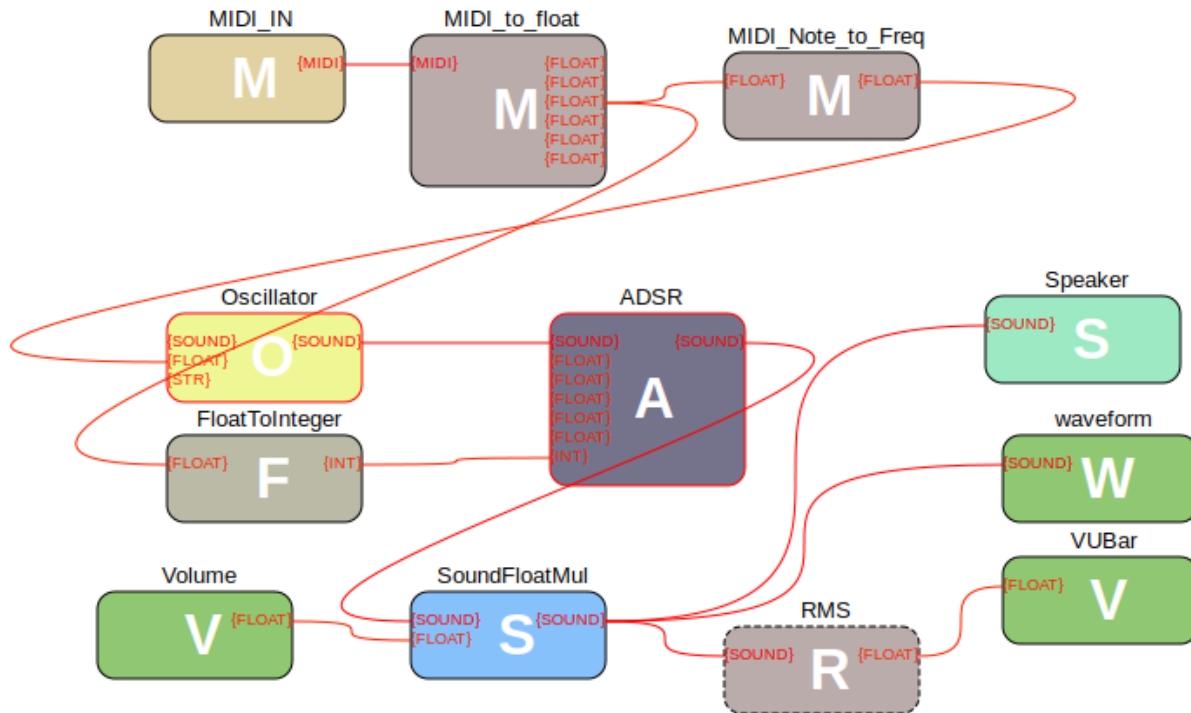 MIDI_IN
{MIDI}
M
MIDI_to_float
{MIDI}
{FLOAT}
{FLOAT}
{FLOAT}
{FLOAT}
{FLOAT}
{FLOAT}
M
MIDI_Note_to_Freq
{FLOAT} {FLOAT}
M
Oscillator
{SOUND} {SOUND}
{FLOAT}
{STR}
O
ADSR
{SOUND} {SOUND}
{FLOAT}
{FLOAT}
{FLOAT}
{FLOAT}
{FLOAT}
{INT}
A
Speaker
{SOUND}
S
FloatToInteger
{FLOAT} {INT}
F
waveform
{SOUND}
W
Volume
{FLOAT}
V
SoundFloatMul
{SOUND} {SOUND}
{FLOAT}
S
RMS
{SOUND} {FLOAT}
R
VUBar
{FLOAT}
V